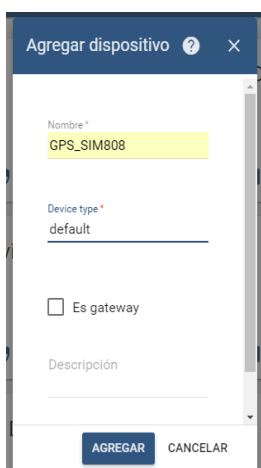 Agregar dispositivo ?
Nombre *
GPS_SIM808
Device type *
default
Es gateway
Descripción
AGREGAR CANCELAR